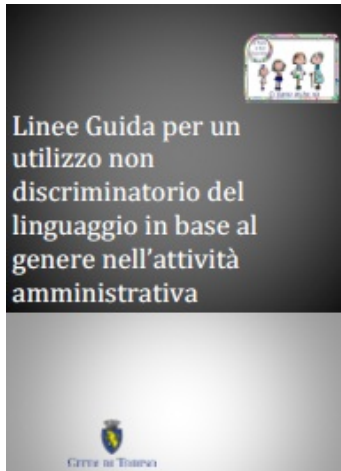 Linee Guida per un
utilizzo non
discriminatorio del
linguaggio in base al
genere nell'attività
amministrativa
CITTÀ DI TORINO